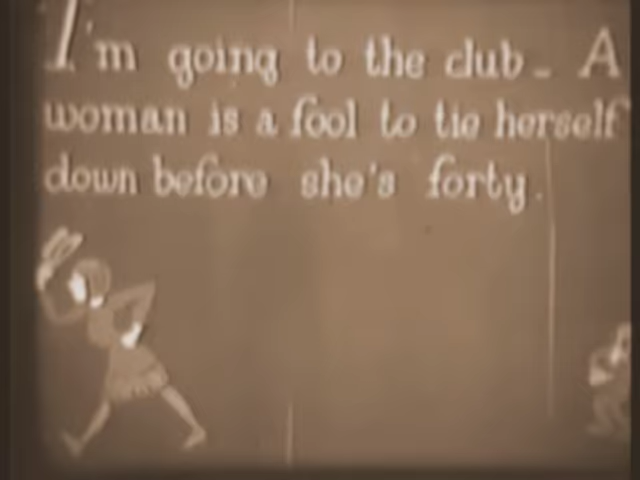 I'm going to the club - A
woman is a fool to tie herself
down before she's forty.